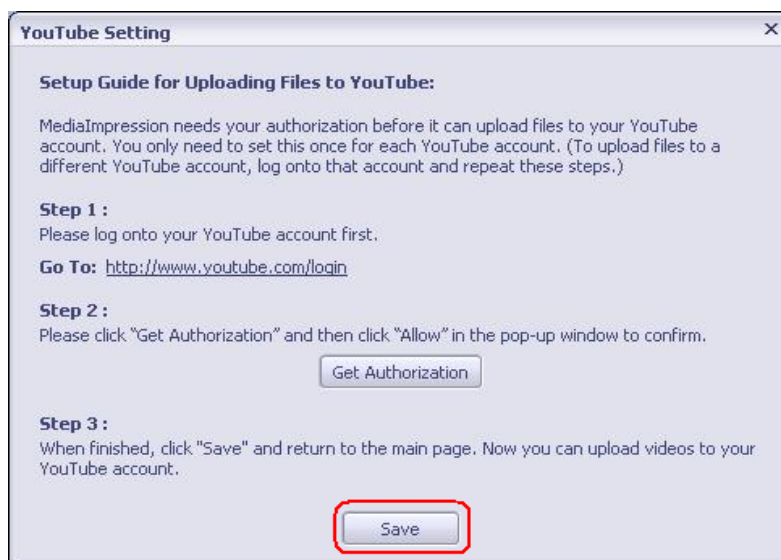 YouTube Setting
Setup Guide for Uploading Files to YouTube:
MediaImpression needs your authorization before it can upload files to your YouTube
account. You only need to set this once for each YouTube account. (To upload files to a
different YouTube account, log onto that account and repeat these steps.)
Step 1 :
Please log onto your YouTube account first.
Go To: http://www.youtube.com/login
Step 2 :
Please click “Get Authorization” and then click “Allow” in the pop-up window to confirm.
Get Authorization
Step 3 :
When finished, click "Save" and return to the main page. Now you can upload videos to your
YouTube account.
Save